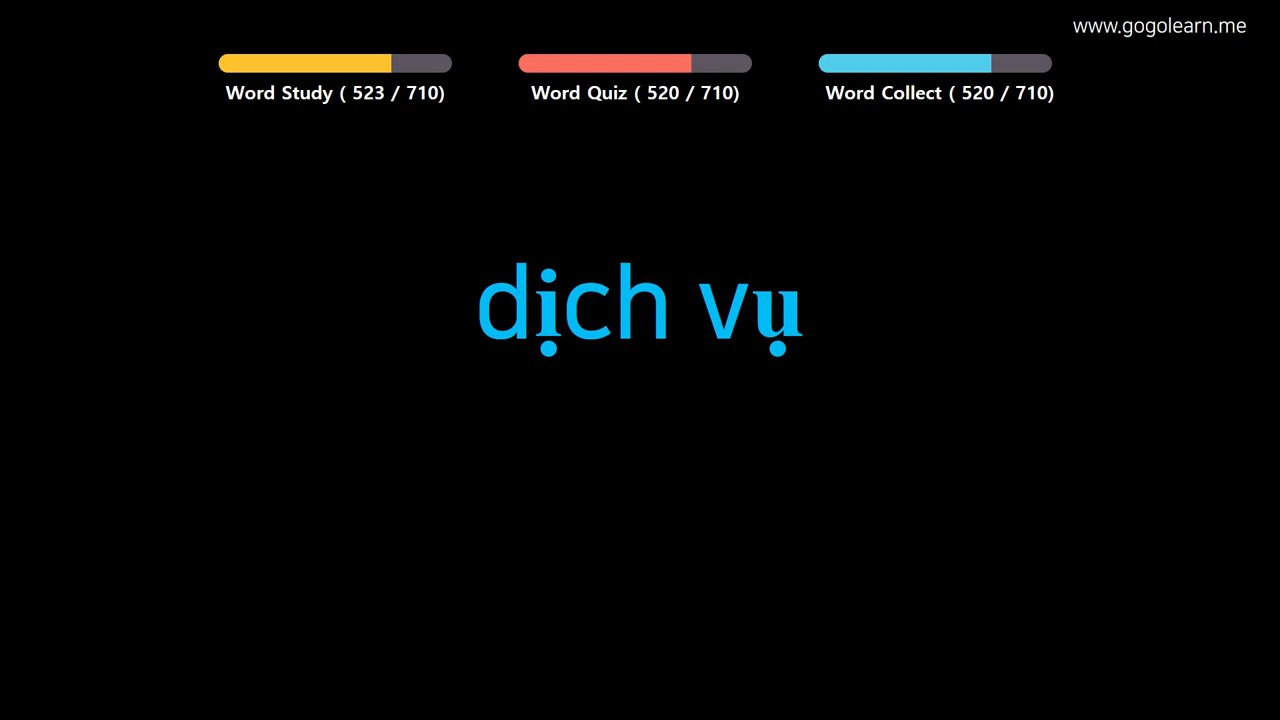 www.gogolearn.me
Word Study ( 523 / 710)
Word Quiz ( 520 / 710)
Word Collect ( 520 / 710)
dịch vụ